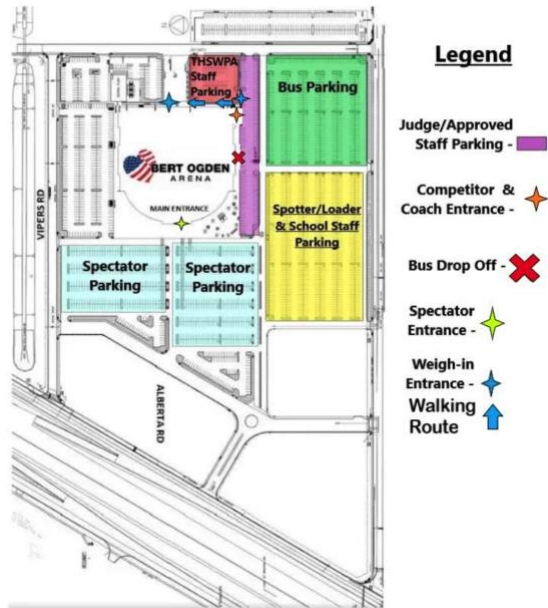 THSWPA
Staff
Parking
Bus Parking
BERT OGDEN
ARENA
MAIN ENTRANCE
VIPERS RD
Spotter/Loader
& School Staff
Parking
Spectator
Parking
Spectator
Parking
ALBERTA RD
Legend
Judge/Approved
Staff Parking -
Competitor &
Coach Entrance -
Bus Drop Off -
Spectator
Entrance -
Weigh-in
Entrance -
Walking
Route